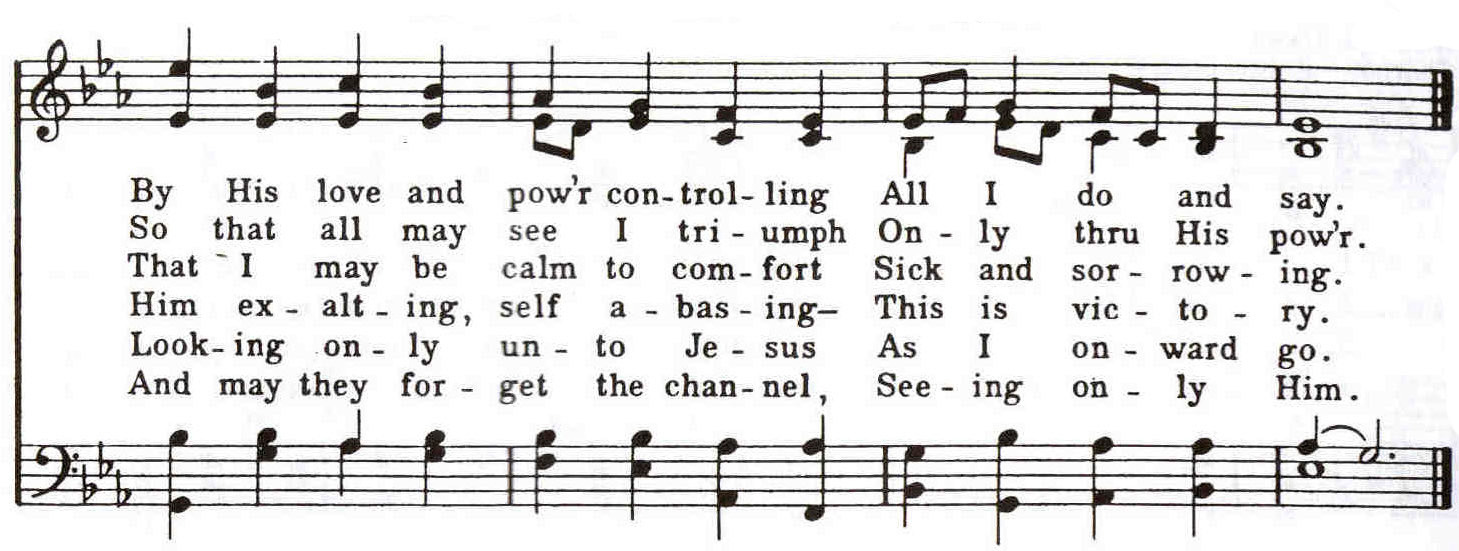 By His love and pow'r con-trol-ling All I do and say.
So that all may see I tri-umph On-ly thru His pow'r.
That I may be calm to com-fort Sick and sor-row-ing.
Him ex-alt-ing, self a-bas-ing— This is vic-to-ry.
Look-ing on-ly un-to Je-sus As I on-ward go.
And may they for-get the chan-nel, See-ing on-ly Him.